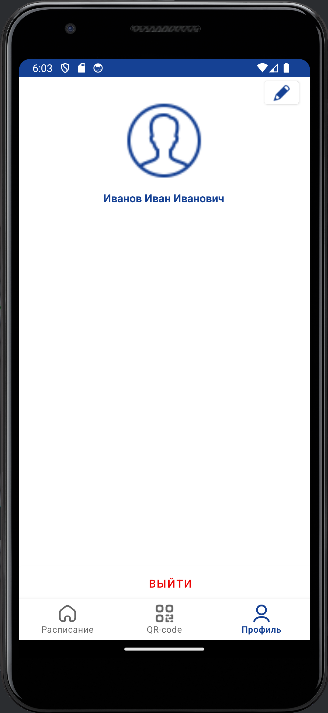 6:03
Иванов Иван Иванович
ВЫЙТИ
Расписание
QR code
Профиль